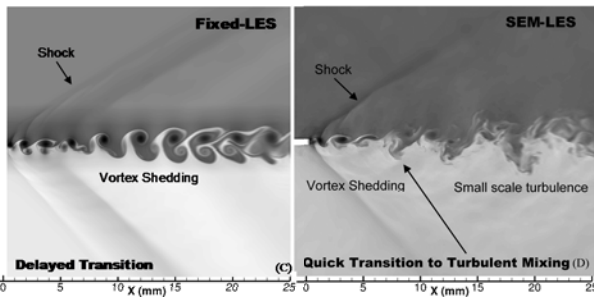 Fixed-LES
Shock
Vortex Shedding
Delayed Transition
(C)
0 5 10 15 20 25
X (mm)
SEM-LES
Shock
Vortex Shedding
Small scale turbulence
Quick Transition to Turbulent Mixing (D)
0 5 10 15 20 25
X (mm)